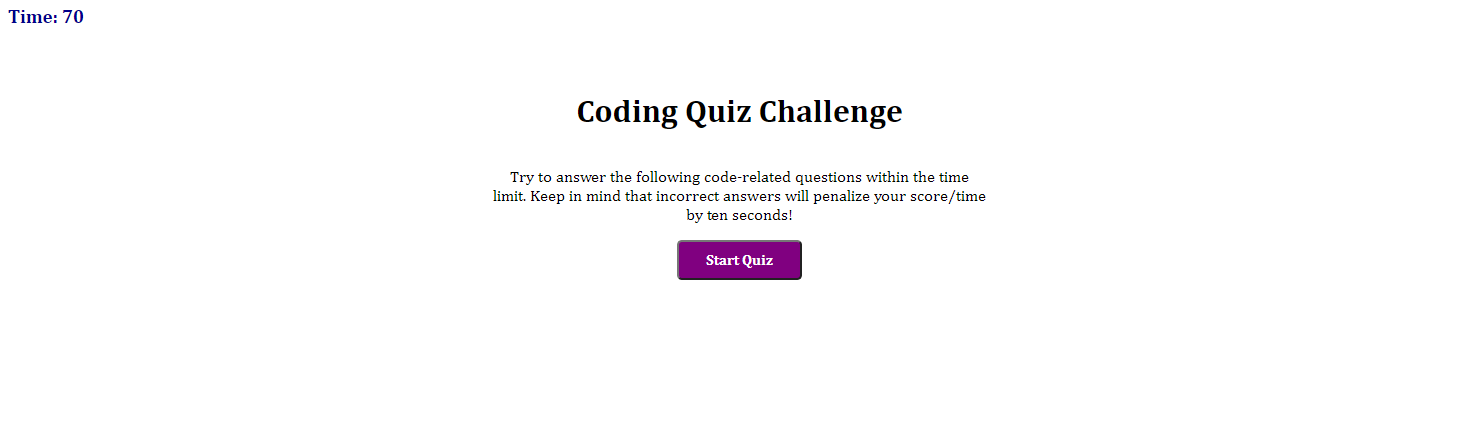 Time: 70
Coding Quiz Challenge
Try to answer the following code-related questions within the time
limit. Keep in mind that incorrect answers will penalize your score/time
by ten seconds!
Start Quiz